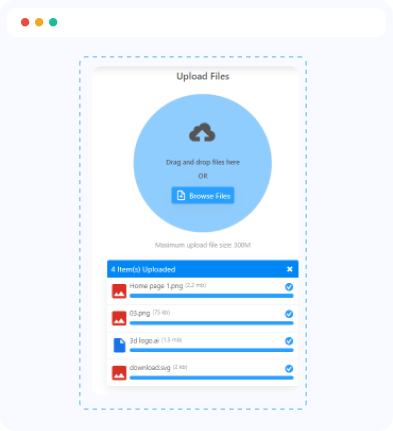 Upload Files
Drag and drop files here
OR
Browse Files
Maximum upload file size: 300M
4 Item(s) Uploaded
Home page 1.png (2.2 mb)
03.png (75 kb)
3d logo.ai (1.5 mb)
download.svg (2 kb)